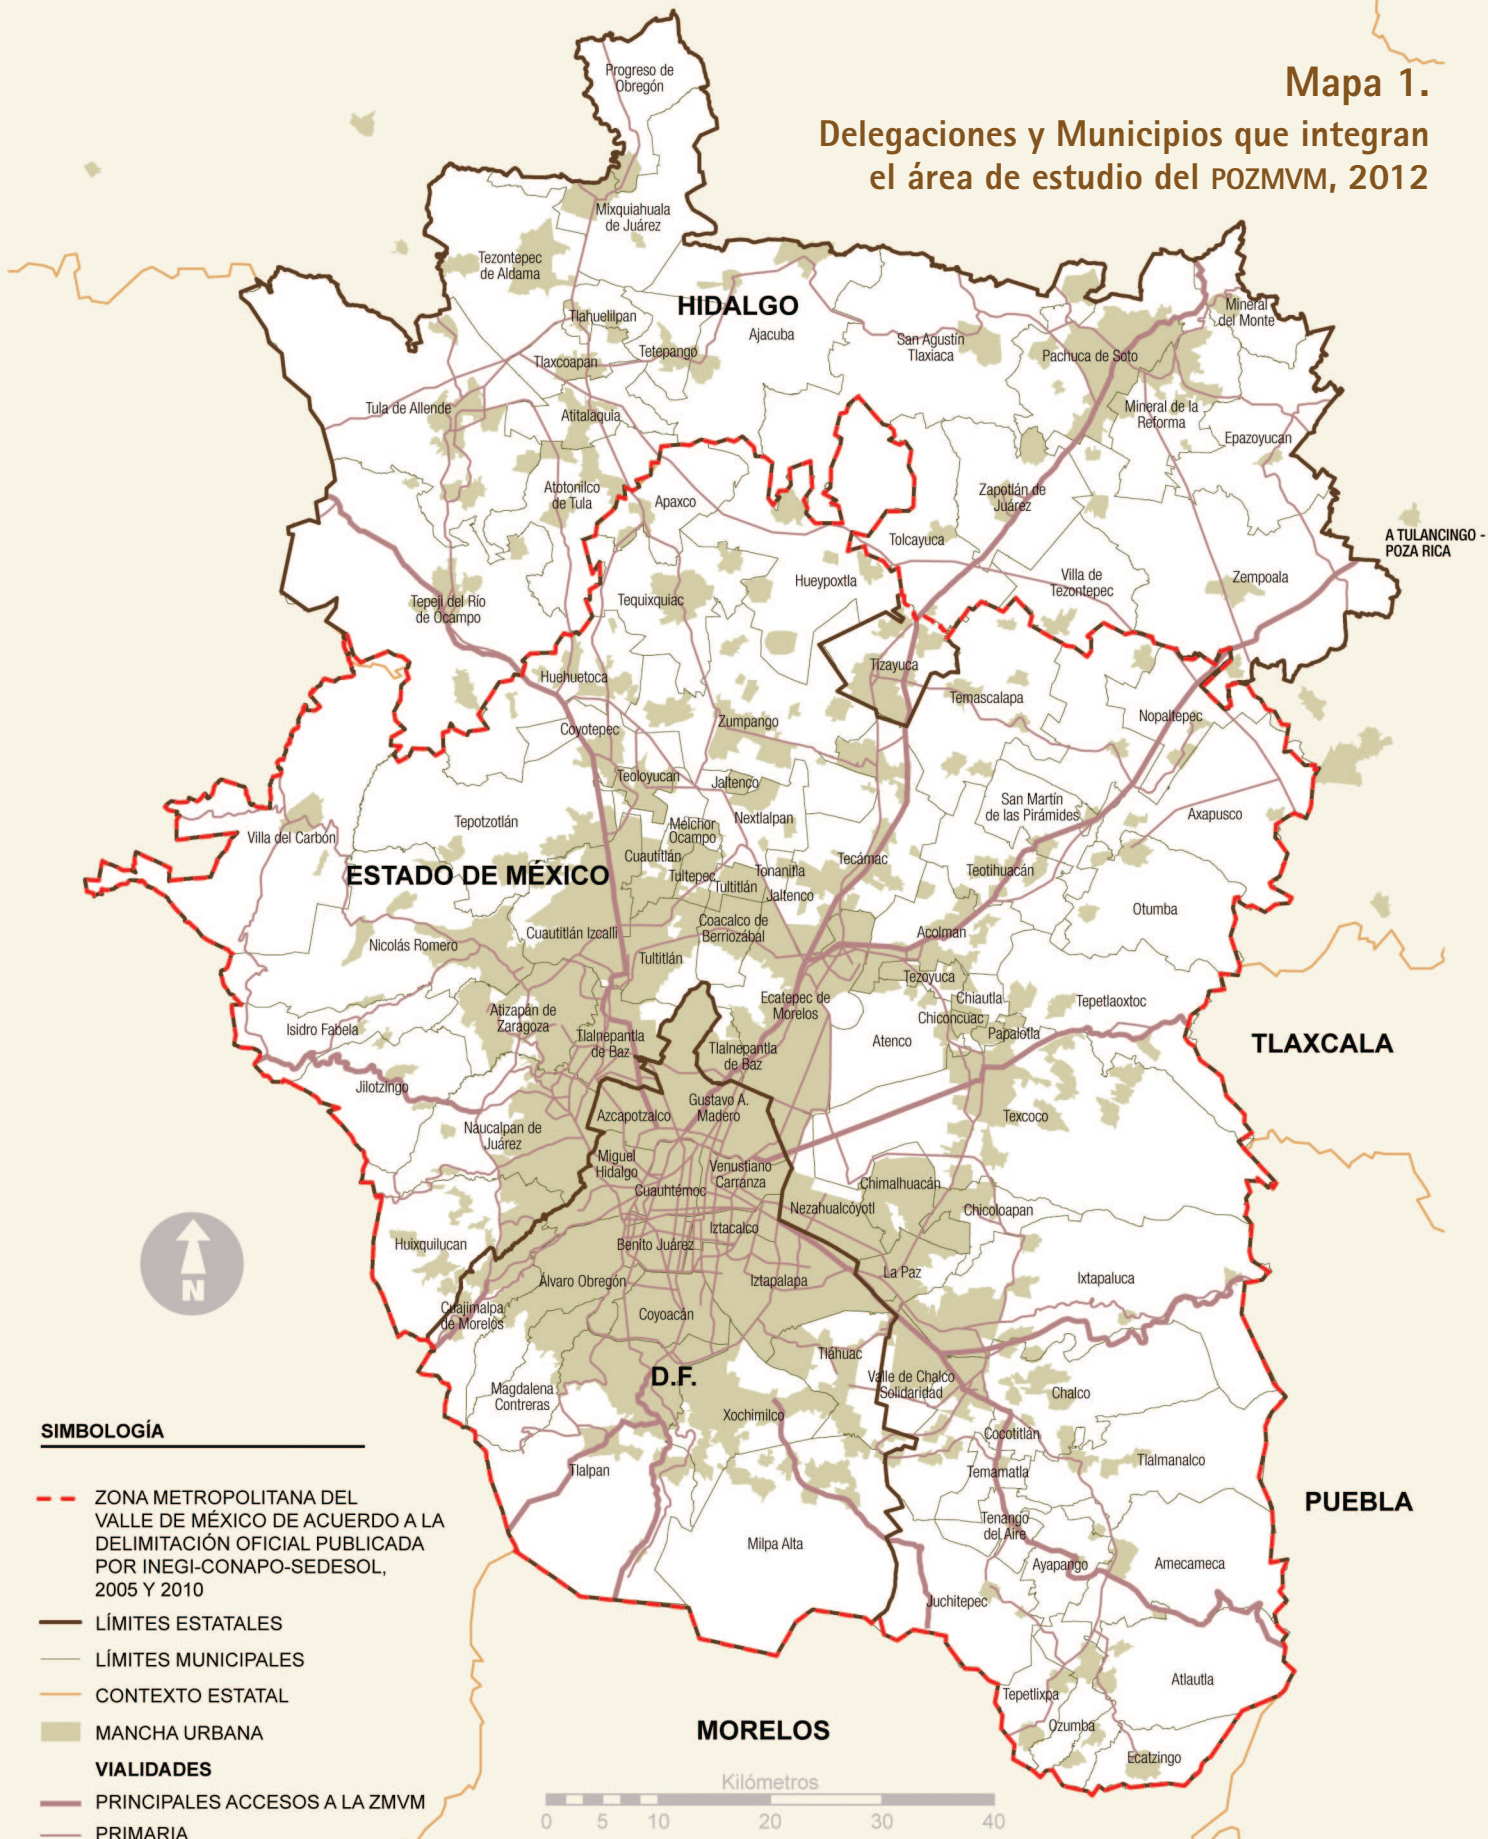 Mapa 1.
Delegaciones y Municipios que integran
el área de estudio del POZMVM, 2012
Progreso de
Obregón
Mixquiahuala
de Juárez
Tezontepec
de Aldama
HIDALGO
Mineral
del Monte
Tlahuelilpan
Ajacuba
San Agustín
Tlaxiaca
Pachuca de Soto
Tetepango
Tlaxcoapan
Tula de Allende
Atitalaquia
Mineral de la
Reforma
Epazoyucan
Atotonilco
de Tula
Apaxco
Zapotlán de
Juárez
Tolcayuca
A TULANCINGO -
POZA RICA
Hueypoxtla
Villa de
Tezontepec
Zempoala
Tepeji del Río
de Ocampo
Tequixquiac
Tizayuca
Huehuetoca
Temascalapa
Nopaltepec
Coyotepec
Zumpango
Teoloyucan
Jaltenco
San Martín
de las Pirámides
Axapusco
Tepotzotlán
Melchor
Ocampo
Nextlalpan
Villa del Carbón
Cuautitlán
Tecámac
ESTADO DE MÉXICO
Tultepec
Tonanitla
Teotihuacán
Tultitlán
Jaltenco
Otumba
Coacalco de
Berriozábal
Cuautitlán Izcalli
Acolman
Nicolás Romero
Tultitlán
Tezoyuca
Ecatepec de
Morelos
Chiautla
Tepetlaoxtoc
Atizapán de
Zaragoza
Chiconcuac
Isidro Fabela
Tlalnepantla
de Baz
Papalotla
Atenco
TLAXCALA
Tlalnepantla
de Baz
Jilotzingo
Gustavo A.
Madero
Azcapotzalco
Texcoco
Naucalpan de
Juárez
Miguel
Hidalgo
Venustiano
Carranza
Cuauhtémoc
Chimalhuacán
Nezahualcóyotl
Chicoloapan
Iztacalco
Huixquilucan
Benito Juárez
La Paz
Ixtapaluca
Álvaro Obregón
Iztapalapa
Cuajimalpa
de Morelos
Coyoacán
Tláhuac
D.F.
Valle de Chalco
Solidaridad
Magdalena
Contreras
Chalco
Xochimilco
Cocotitlán
Tlalmanalco
Tlalpan
Temamatla
PUEBLA
Tenango
del Aire
Milpa Alta
Ayapango
Amecameca
Juchitepec
Atlautla
Tepetlixpa
MORELOS
Ozumba
Ecatzingo
N
SIMBOLOGÍA
ZONA METROPOLITANA DEL
VALLE DE MÉXICO DE ACUERDO A LA
DELIMITACIÓN OFICIAL PUBLICADA
POR INEGI-CONAPO-SEDESOL,
2005 Y 2010
LÍMITES ESTATALES
LÍMITES MUNICIPALES
CONTEXTO ESTATAL
MANCHA URBANA
VIALIDADES
PRINCIPALES ACCESOS A LA ZMVM
PRIMARIA
Kilómetros
0 5 10 20 30 40